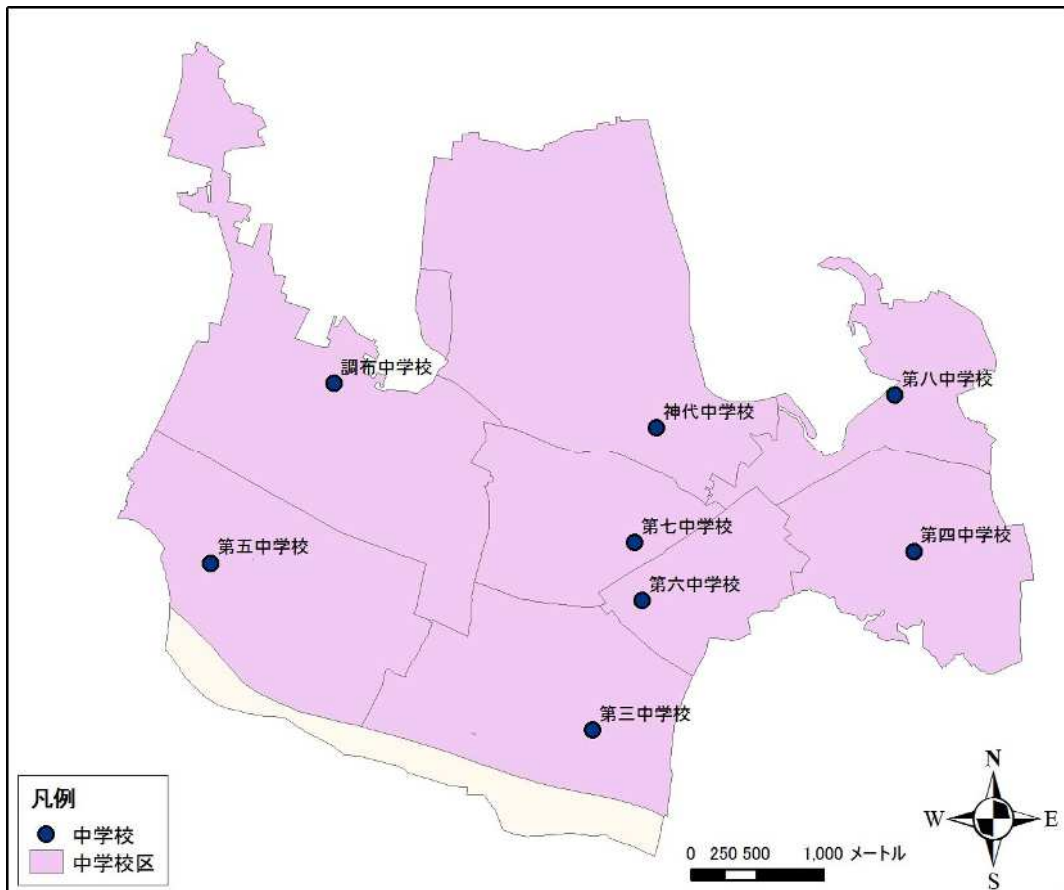 調布中学校
第八中学校
神代中学校
第七中学校
第四中学校
第五中学校
第六中学校
第三中学校
凡例
中学校
中学校区
N
W
E
S
0 250 500 1,000 メートル